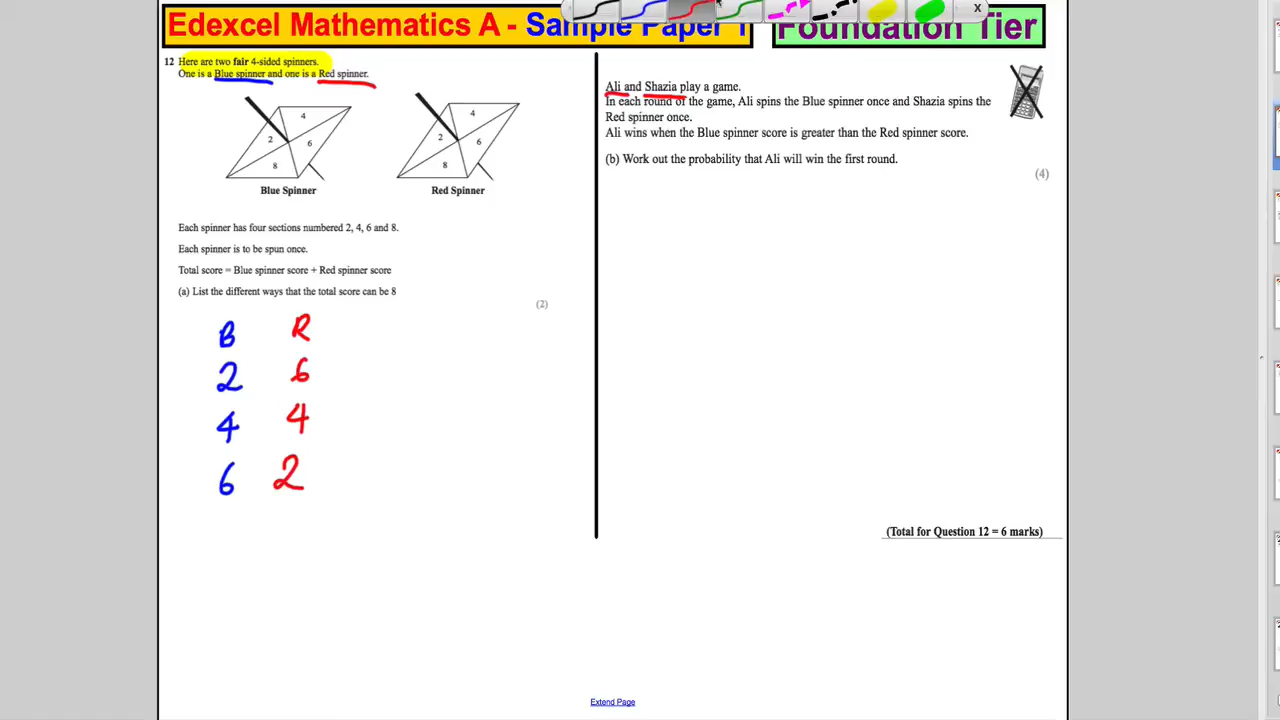 Edexcel Mathematics A - Sample Paper 1
Foundation Tier
X
12 Here are two fair 4-sided spinners.
One is a Blue spinner and one is a Red spinner.
4
2
6
8
Blue Spinner
4
2
6
8
Red Spinner
Each spinner has four sections numbered 2, 4, 6 and 8.
Each spinner is to be spun once.
Total score = Blue spinner score + Red spinner score
(a) List the different ways that the total score can be 8
(2)
B R
2 6
4 4
6 2
Ali and Shazia play a game.
In each round of the game, Ali spins the Blue spinner once and Shazia spins the
Red spinner once.
Ali wins when the Blue spinner score is greater than the Red spinner score.
(b) Work out the probability that Ali will win the first round.
(4)
(Total for Question 12 = 6 marks)
Extend Page